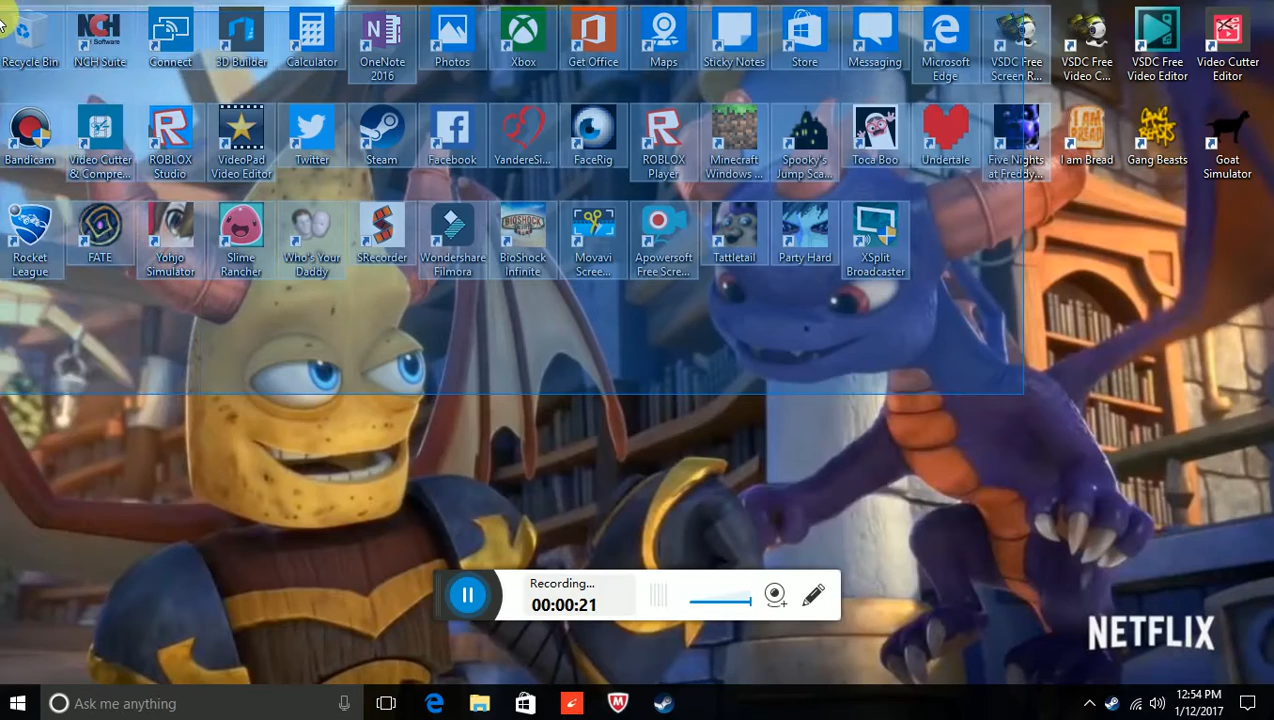 Recycle Bin
NCH Suite
Connect
3D Builder
Calculator
OneNote
2016
Photos
Xbox
Get Office
Maps
Sticky Notes
Store
Messaging
Microsoft
Edge
VSDC Free
Screen R...
VSDC Free
Video C...
VSDC Free
Video Editor
Video Cutter
Editor
Bandicam
Video Cutter
& Compre...
ROBLOX
Studio
VideoPad
Video Editor
Twitter
Steam
Facebook
YandereSi...
FaceRig
ROBLOX
Player
Minecraft
Windows ...
Spooky's
Jump Sca...
Toca Boo
Undertale
Five Nights
at Freddy...
I am Bread
Gang Beasts
Goat
Simulator
Rocket
League
FATE
Yohjo
Simulator
Slime
Rancher
Who's Your
Daddy
SRecorder
Wondershare
Filmora
BioShock
Infinite
Movavi
Scree...
Apowersoft
Free Scre...
Tattletail
Party Hard
XSplit
Broadcaster
Recording...
00:00:21
NETFLIX
Ask me anything
12:54 PM
1/12/2017